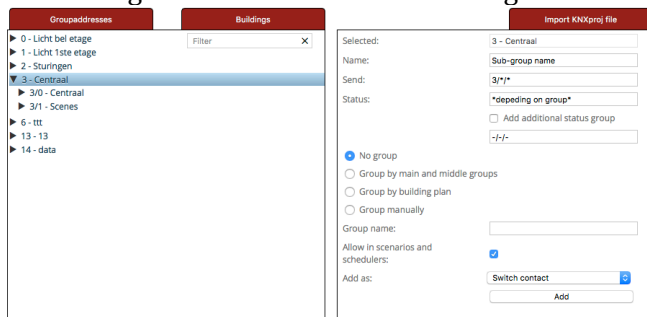 Groupaddresses
Buildings
Import KNXproj file
0 - Licht bel etage
Filter
1 - Licht 1ste etage
2 - Sturingen
3 - Centraal
3/0 - Centraal
3/1 - Scenes
6 - ttt
13 - 13
14 - data
Selected: 3 - Centraal
Name: Sub-group name
Send: 3/*/*
Status: *depeding on group*
Add additional status group
-/-/-
No group
Group by main and middle groups
Group by building plan
Group manually
Group name:
Allow in scenarios and
schedulers:
Add as: Switch contact
Add